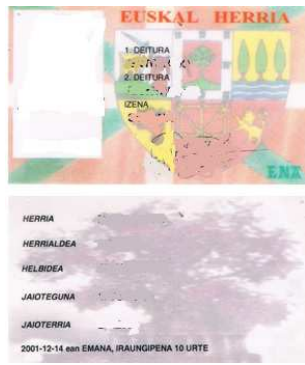 EUSKAL HERRIA
1. DEITURA
2. DEITURA
IZENA
ENA
HERRIA
HERRIALDEA
HELBIDEA
JAIOTEGUNA
JAIOTERRIA
2001-12-14 ean EMANA, IRAUNGIPENA 10 URTE